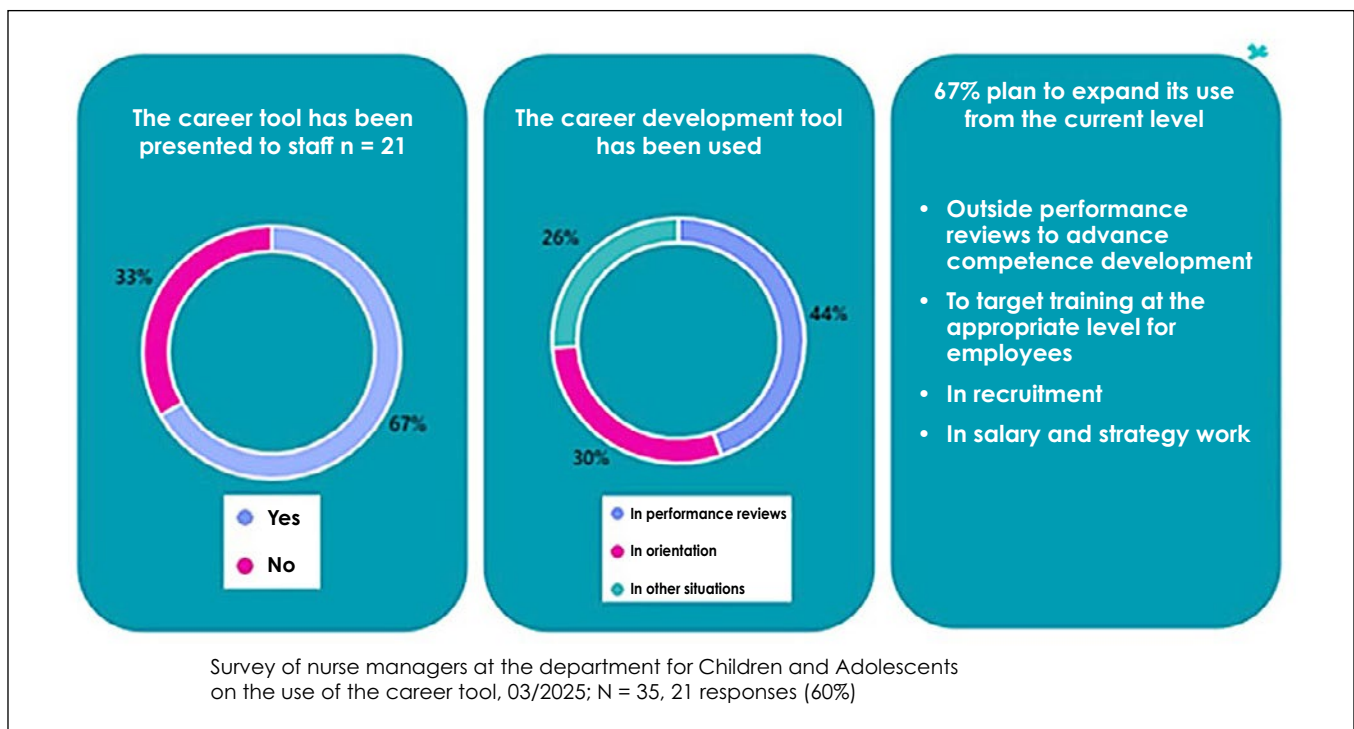 The career tool has been
presented to staff n = 21
33%
67%
Yes
No
The career development tool
has been used
26%
44%
30%
In performance reviews
In orientation
In other situations
67% plan to expand its use
from the current level
• Outside performance
reviews to advance
competence development
• To target training at the
appropriate level for
employees
• In recruitment
• In salary and strategy work
Survey of nurse managers at the department for Children and Adolescents
on the use of the career tool, 03/2025; N = 35, 21 responses (60%)